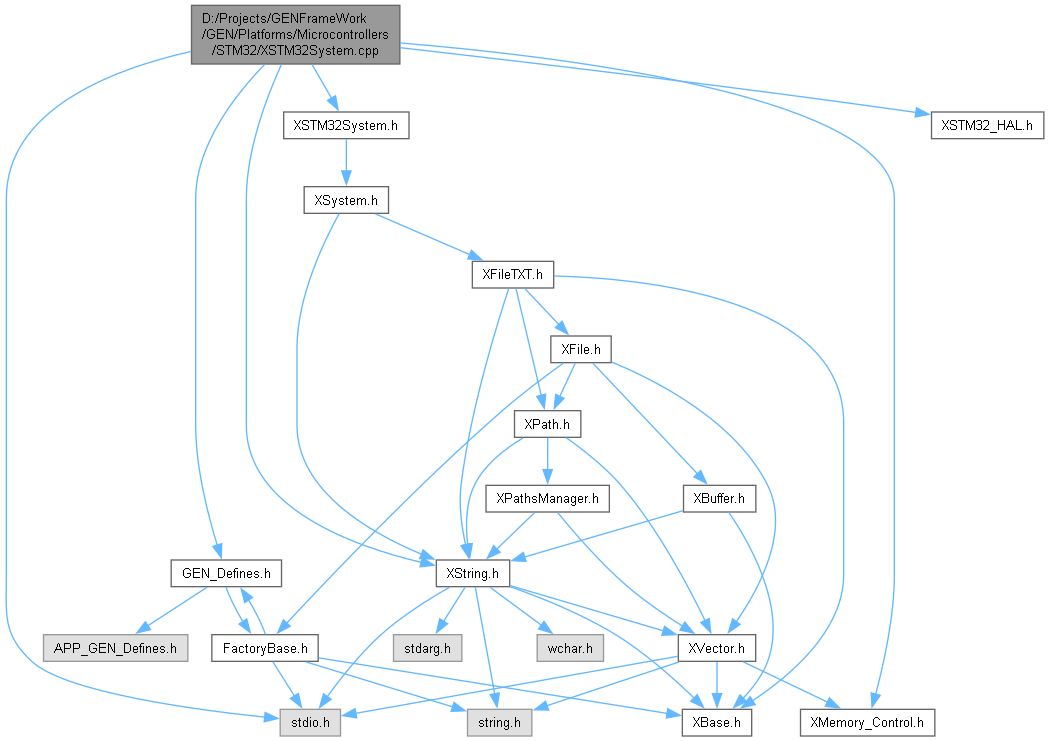 D:/Projects/GENFrameWork
/GEN/Platforms/Microcontrollers
/STM32/XSTM32System.cpp
XSTM32System.h
XSTM32_HAL.h
XSystem.h
XFileTXT.h
XFile.h
XPath.h
XPathsManager.h
XBuffer.h
GEN_Defines.h
XString.h
APP_GEN_Defines.h
FactoryBase.h
stdarg.h
wchar.h
XVector.h
stdio.h
string.h
XBase.h
XMemory_Control.h